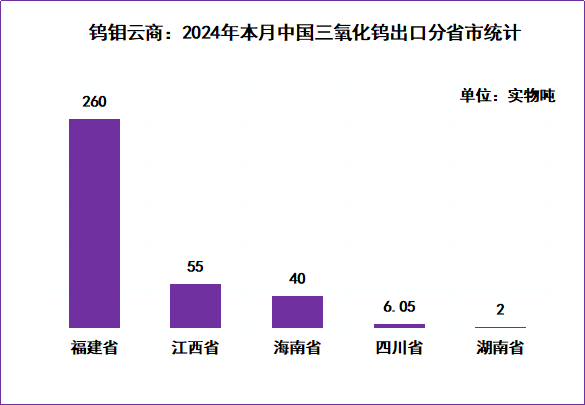 钨钼云商：2024年本月中国三氧化钨出口分省市统计
单位：实物吨
260
55
40
6.05
2
福建省
江西省
海南省
四川省
湖南省